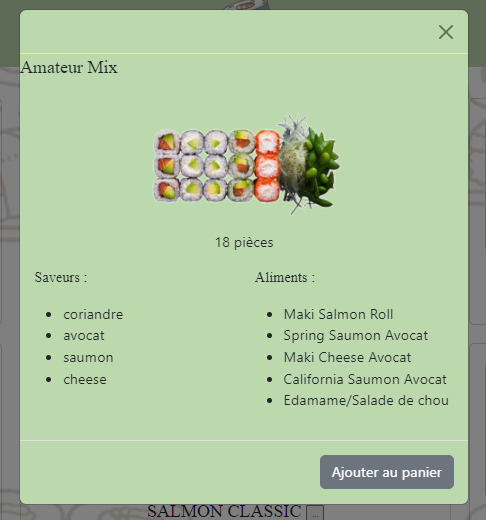 Amateur Mix
18 pièces
Saveurs :
coriandre
avocat
saumon
cheese
Aliments :
Maki Salmon Roll
Spring Saumon Avocat
Maki Cheese Avocat
California Saumon Avocat
Edamame/Salade de chou
Ajouter au panier
SALMON CLASSIC ...